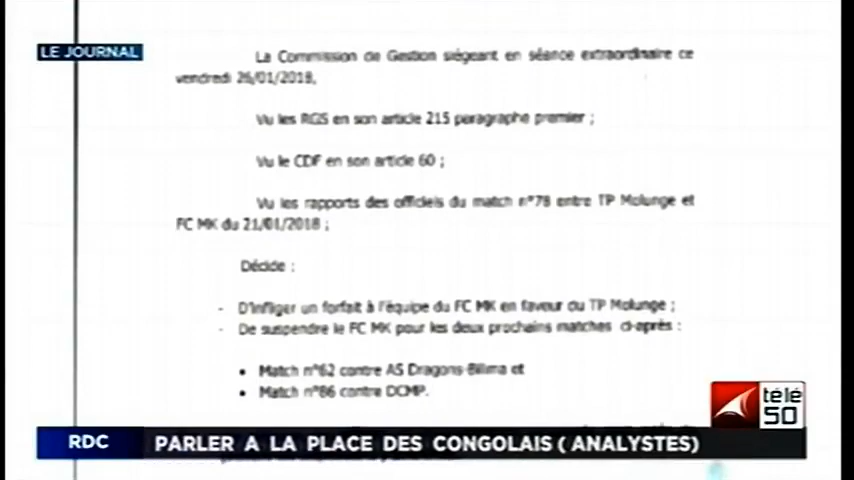 LE JOURNAL
La Commission de Gestion siégeant en séance extraordinaire ce
vendredi 26/01/2018,
Vu les RGS en son article 215 paragraphe premier ;
Vu le CDF en son article 60 ;
Vu les rapports des officiels du match n°78 entre TP Molunge et
FC MK du 21/01/2018 ;
Décide :
- D'infliger un forfait à l'équipe du FC MK en faveur du TP Molunge ;
- De suspendre le FC MK pour les deux prochains matches ci-après :
• Match n°62 contre AS Dragons-Bilima et
• Match n°86 contre DCMP.
télé
50
RDC PARLER A LA PLACE DES CONGOLAIS ( ANALYSTES)